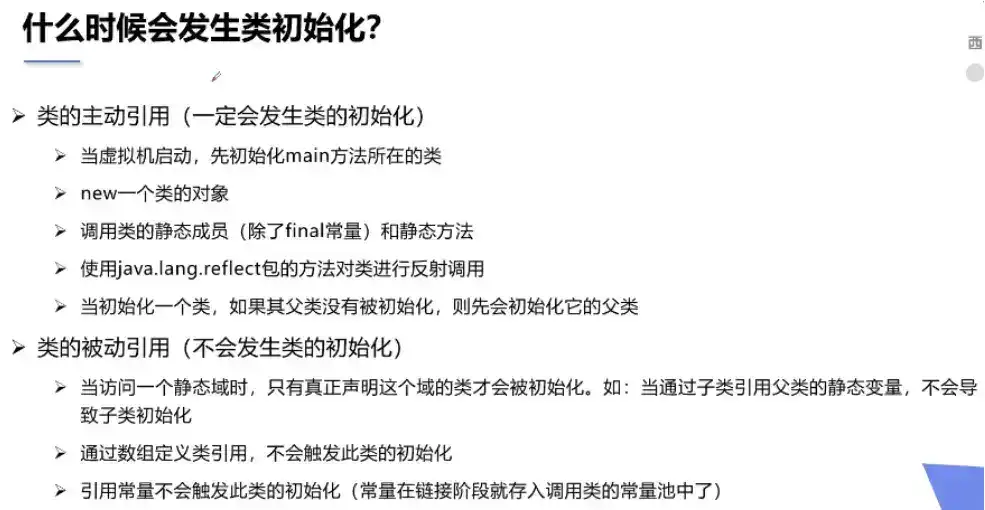 什么时候会发生类初始化？
西
类的主动引用（一定会发生类的初始化）
当虚拟机启动，先初始化main方法所在的类
new一个类的对象
调用类的静态成员（除了final常量）和静态方法
使用java.lang.reflect包的方法对类进行反射调用
当初始化一个类，如果其父类没有被初始化，则先会初始化它的父类
类的被动引用（不会发生类的初始化）
当访问一个静态域时，只有真正声明这个域的类才会被初始化。如：当通过子类引用父类的静态变量，不会导
致子类初始化
通过数组定义类引用，不会触发此类的初始化
引用常量不会触发此类的初始化（常量在链接阶段就存入调用类的常量池中了）